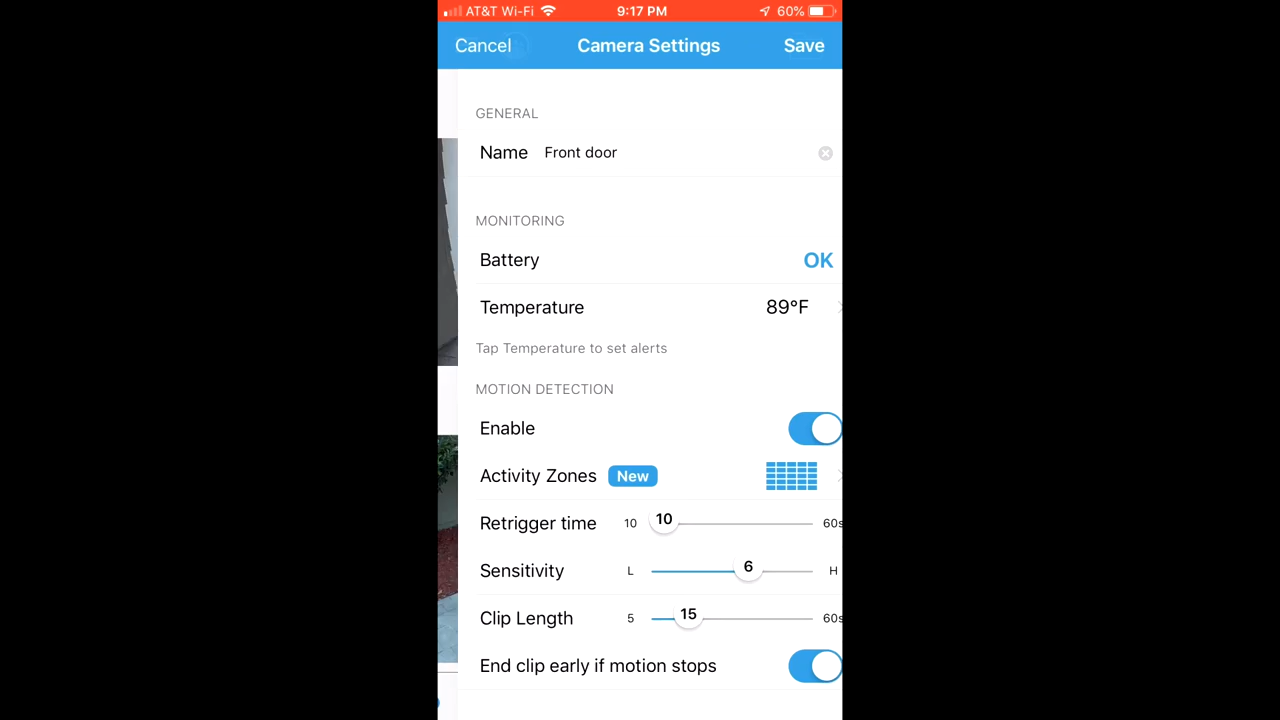 AT&T Wi-Fi 9:17 PM 60%
Cancel Camera Settings Save
GENERAL
Name Front door
MONITORING
Battery OK
Temperature 89°F
Tap Temperature to set alerts
MOTION DETECTION
Enable
Activity Zones New
Retrigger time 10 10 60s
Sensitivity L 6 H
Clip Length 5 15 60s
End clip early if motion stops